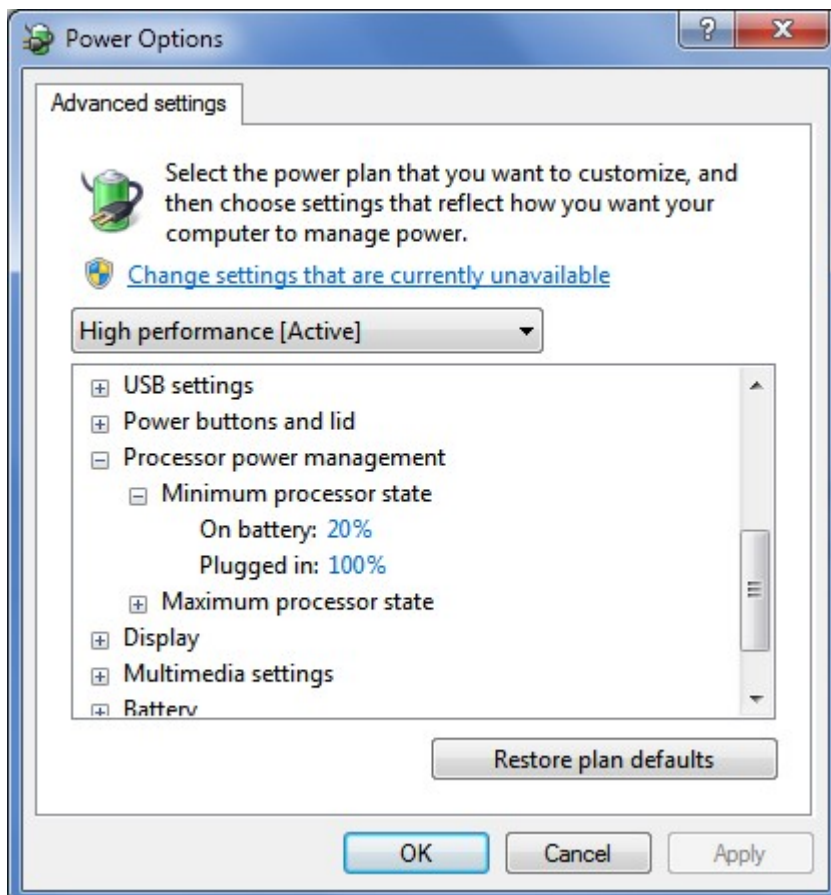 Power Options
Advanced settings
Select the power plan that you want to customize, and
then choose settings that reflect how you want your
computer to manage power.
Change settings that are currently unavailable
High performance [Active]
USB settings
Power buttons and lid
Processor power management
Minimum processor state
On battery: 20%
Plugged in: 100%
Maximum processor state
Display
Multimedia settings
Battery
Restore plan defaults
OK
Cancel
Apply